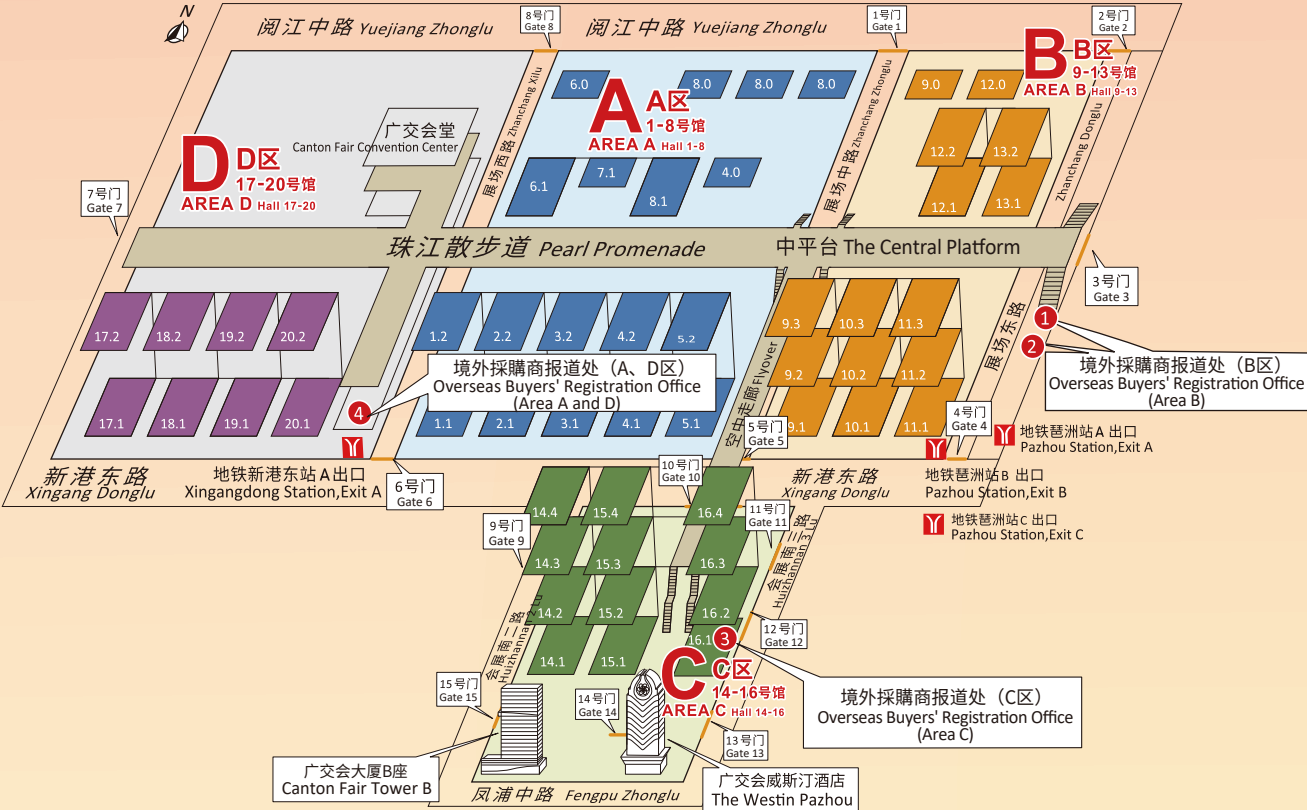 N
阅江中路 Yuejiang Zhonglu
8号门
Gate 8
阅江中路 Yuejiang Zhonglu
1号门
Gate 1
2号门
Gate 2
展场西路 Zhanchang Xilu
展场中路 Zhanchang Zhonglu
Zhanchang Donglu
展场东路
A
A区
1-8号馆
AREA A Hall 1-8
6.0
8.0
8.0
8.0
6.1
7.1
8.1
4.0
B
B区
9-13号馆
AREA B Hall 9-13
9.0
12.0
12.2
13.2
12.1
13.1
D
D区
17-20号馆
AREA D Hall 17-20
广交会堂
Canton Fair Convention Center
7号门
Gate 7
珠江散步道 Pearl Promenade
中平台 The Central Platform
3号门
Gate 3
17.2
18.2
19.2
20.2
17.1
18.1
19.1
20.1
1.2
2.2
3.2
4.2
5.2
1.1
2.1
3.1
4.1
5.1
9.3
10.3
11.3
9.2
10.2
11.2
9.1
10.1
11.1
1
2
境外採購商报道处（B区）
Overseas Buyers' Registration Office
(Area B)
4
境外採購商报道处（A、D区）
Overseas Buyers' Registration Office
(Area A and D)
空中走廊 Flyover
5号门
Gate 5
4号门
Gate 4
地铁琶洲站A 出口
Pazhou Station,Exit A
地铁琶洲站B 出口
Pazhou Station,Exit B
地铁琶洲站C 出口
Pazhou Station,Exit C
新港东路
Xingang Donglu
地铁新港东站A出口
Xingangdong Station,Exit A
6号门
Gate 6
新港东路
Xingang Donglu
10号门
Gate 10
11号门
Gate 11
9号门
Gate 9
14.4
15.4
16.4
14.3
15.3
16.3
14.2
15.2
16.2
14.1
15.1
16.1
会展南三路
Huizhannan 3 Lu
会展南二路
Huizhannan 2 Lu
12号门
Gate 12
3
C
C区
14-16号馆
AREA C Hall 14-16
境外採購商报道处（C区）
Overseas Buyers' Registration Office
(Area C)
15号门
Gate 15
14号门
Gate 14
13号门
Gate 13
广交会大厦B座
Canton Fair Tower B
广交会威斯汀酒店
The Westin Pazhou
凤浦中路 Fengpu Zhonglu